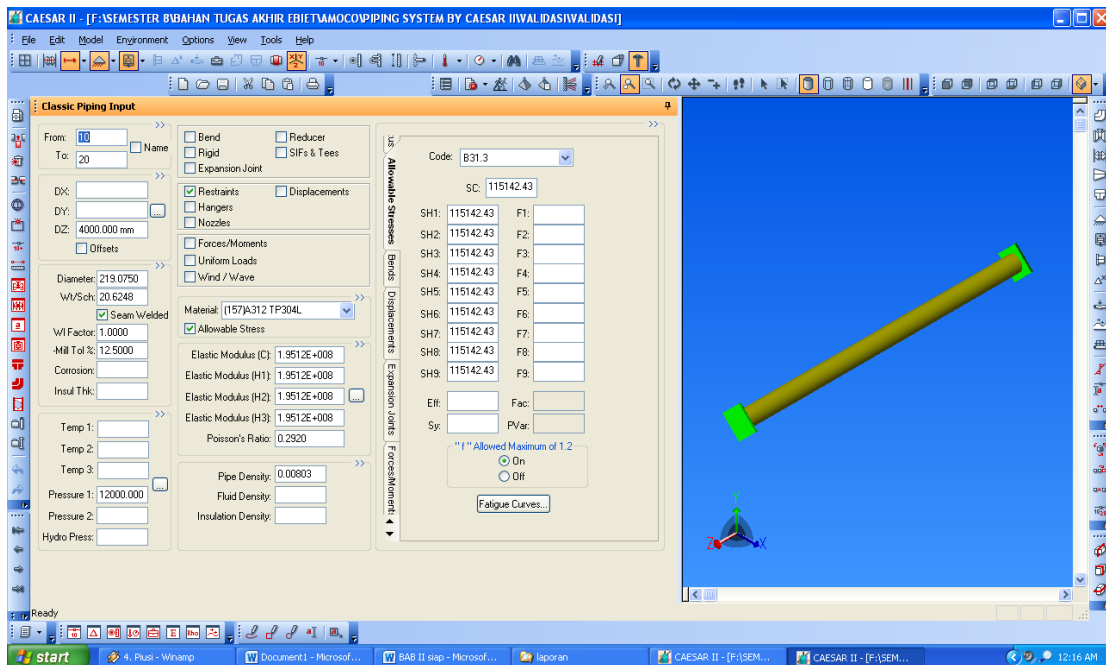 CAESAR II - [F:\SEMESTER 8\BAHAN TUGAS AKHIR EBIET\AMOCO\PIPING SYSTEM BY CAESAR II\VALIDASI\VALIDASI]
File Edit Model Environment Options View Tools Help
Classic Piping Input
From: 10
Name
To: 20
DX:
DY:
DZ: 4000.000 mm
Offsets
Diameter: 219.0750
Wt/Sch: 20.6248
Seam Welded
Wl Factor: 1.0000
-Mill Tol %: 12.5000
Corrosion:
Insul Thk:
Temp 1:
Temp 2:
Temp 3:
Pressure 1: 12000.000
Pressure 2:
Hydro Press:
Bend Reducer
Rigid SIFs & Tees
Expansion Joint
Restraints Displacements
Hangers
Nozzles
Forces/Moments
Uniform Loads
Wind / Wave
Material: (157)A312 TP304L
Allowable Stress
Elastic Modulus (C): 1.9512E+008
Elastic Modulus (H1): 1.9512E+008
Elastic Modulus (H2): 1.9512E+008
Elastic Modulus (H3): 1.9512E+008
Poisson's Ratio: 0.2920
Pipe Density: 0.00803
Fluid Density:
Insulation Density:
us
Allowable Stresses
Bends
Displacements
Expansion Joints
Forces/Moment
Code: B31.3
SC: 115142.43
SH1: 115142.43 F1:
SH2: 115142.43 F2:
SH3: 115142.43 F3:
SH4: 115142.43 F4:
SH5: 115142.43 F5:
SH6: 115142.43 F6:
SH7: 115142.43 F7:
SH8: 115142.43 F8:
SH9: 115142.43 F9:
Eff: Fac:
Sy: PVar:
"f" Allowed Maximum of 1.2
On
Off
Fatigue Curves...
Y
Z X
Ready
start
4. Piusi - Winamp
Document1 - Microsof...
BAB II siap - Microsof...
laporan
CAESAR II - [F:\SEM...
CAESAR II - [F:\SEM...
12:16 AM